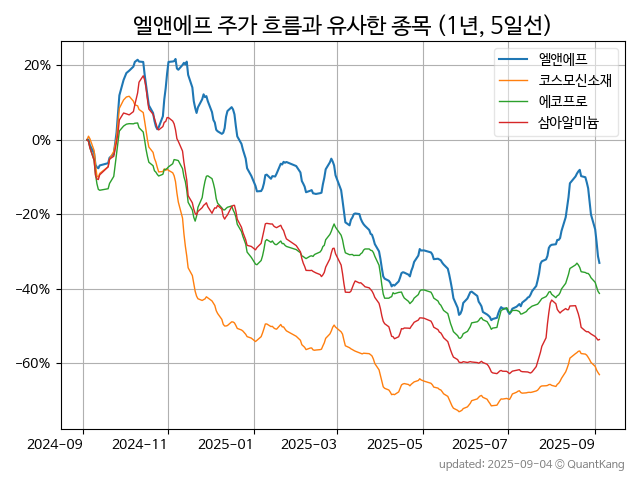 엘앤에프 주가 흐름과 유사한 종목 (1년, 5일선)
엘앤에프
코스모신소재
에코프로
삼아알미늄
20%
0%
−20%
−40%
−60%
2024-09
2024-11
2025-01
2025-03
2025-05
2025-07
2025-09
updated: 2025-09-04 © QuantKang